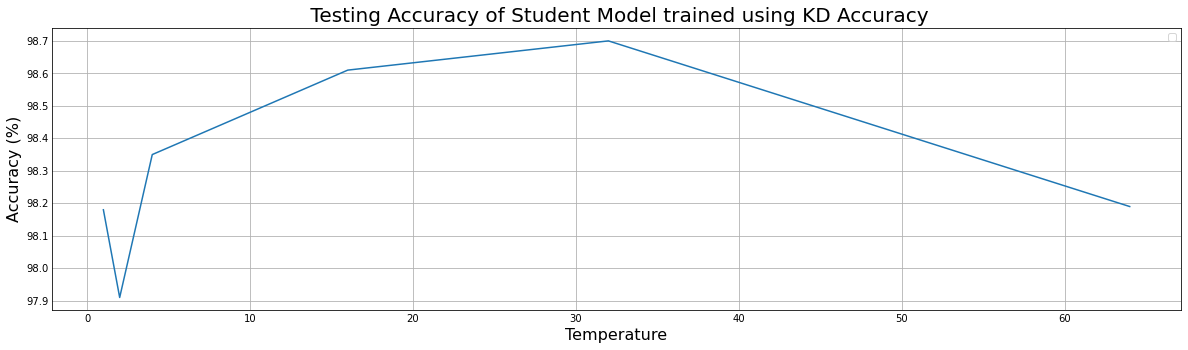 Testing Accuracy of Student Model trained using KD Accuracy
98.7
98.6
98.5
98.4
98.3
98.2
98.1
98.0
97.9
Accuracy (%)
0 10 20 30 40 50 60
Temperature